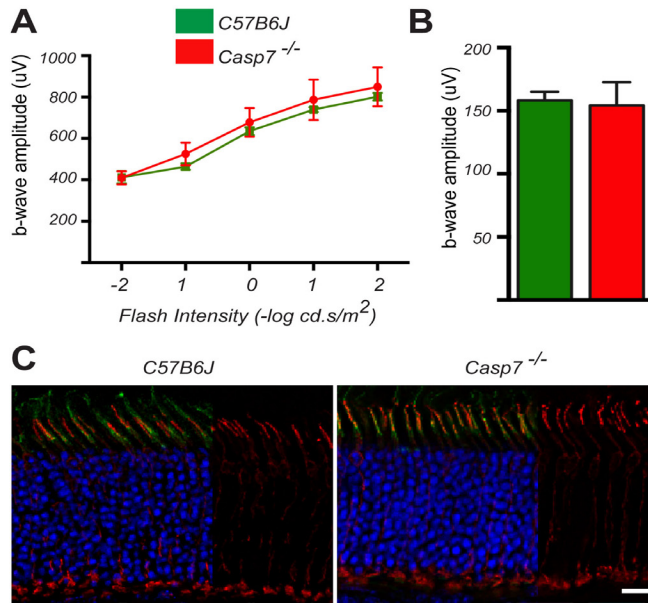 A
C57B6J
Casp7 -/-
b-wave amplitude (uV)
1000
800
600
400
200
-2 1 0 1 2
Flash Intensity (-log cd.s/m2)
B
b-wave amplitude (uV)
200
150
100
50
C
C57B6J
Casp7 -/-